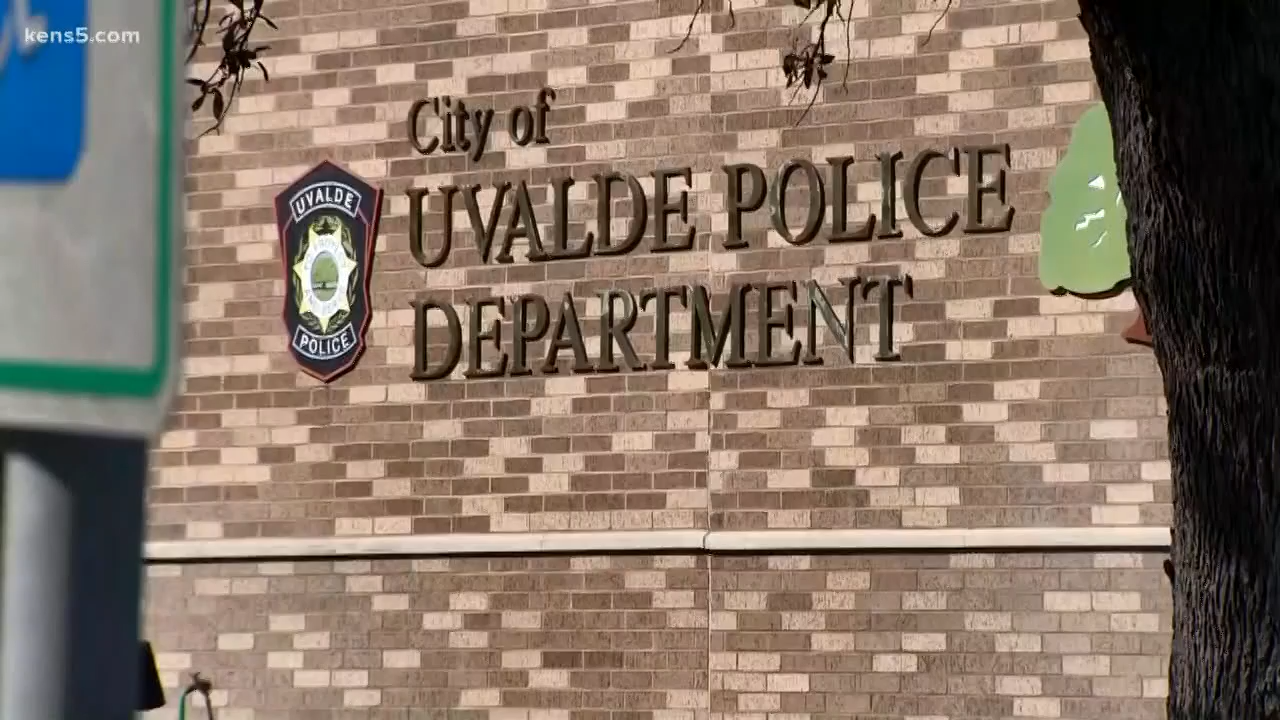 kens5.com
City of
UVALDE POLICE
DEPARTMENT
UVALDE
POLICE